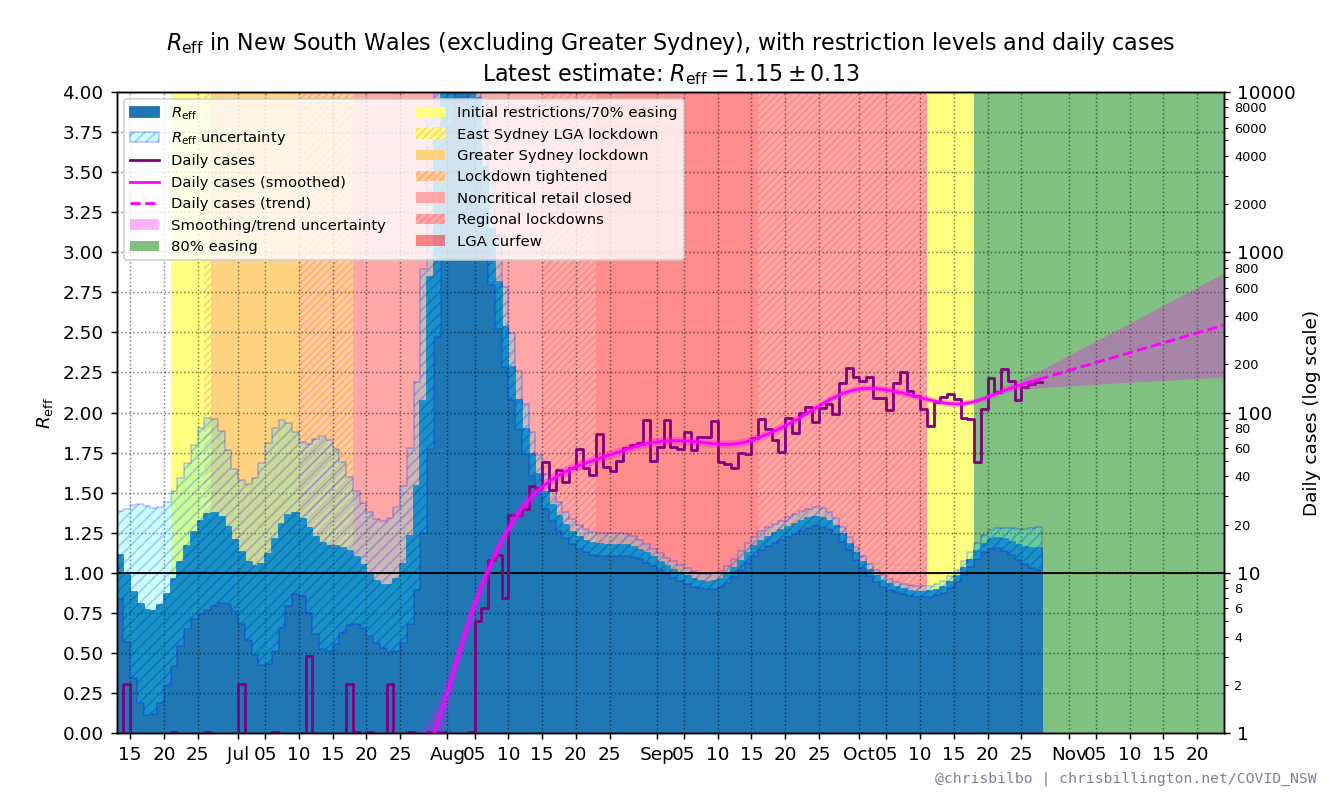 Reff in New South Wales (excluding Greater Sydney), with restriction levels and daily cases
Latest estimate: Reff = 1.15 ± 0.13
Reff
Reff uncertainty
Daily cases
Daily cases (smoothed)
Daily cases (trend)
Smoothing/trend uncertainty
80% easing
Initial restrictions/70% easing
East Sydney LGA lockdown
Greater Sydney lockdown
Lockdown tightened
Noncritical retail closed
Regional lockdowns
LGA curfew
4.00
3.75
3.50
3.25
3.00
2.75
2.50
2.25
2.00
1.75
1.50
1.25
1.00
0.75
0.50
0.25
0.00
Reff
10000
8000
6000
4000
2000
1000
800
600
400
200
100
80
60
40
20
10
8
6
4
2
1
Daily cases (log scale)
15 20 25 Jul 05 10 15 20 25 Aug 05 10 15 20 25 Sep 05 10 15 20 25 Oct 05 10 15 20 25 Nov 05 10 15 20
@chrisbilbo | chrisbillington.net/COVID_NSW